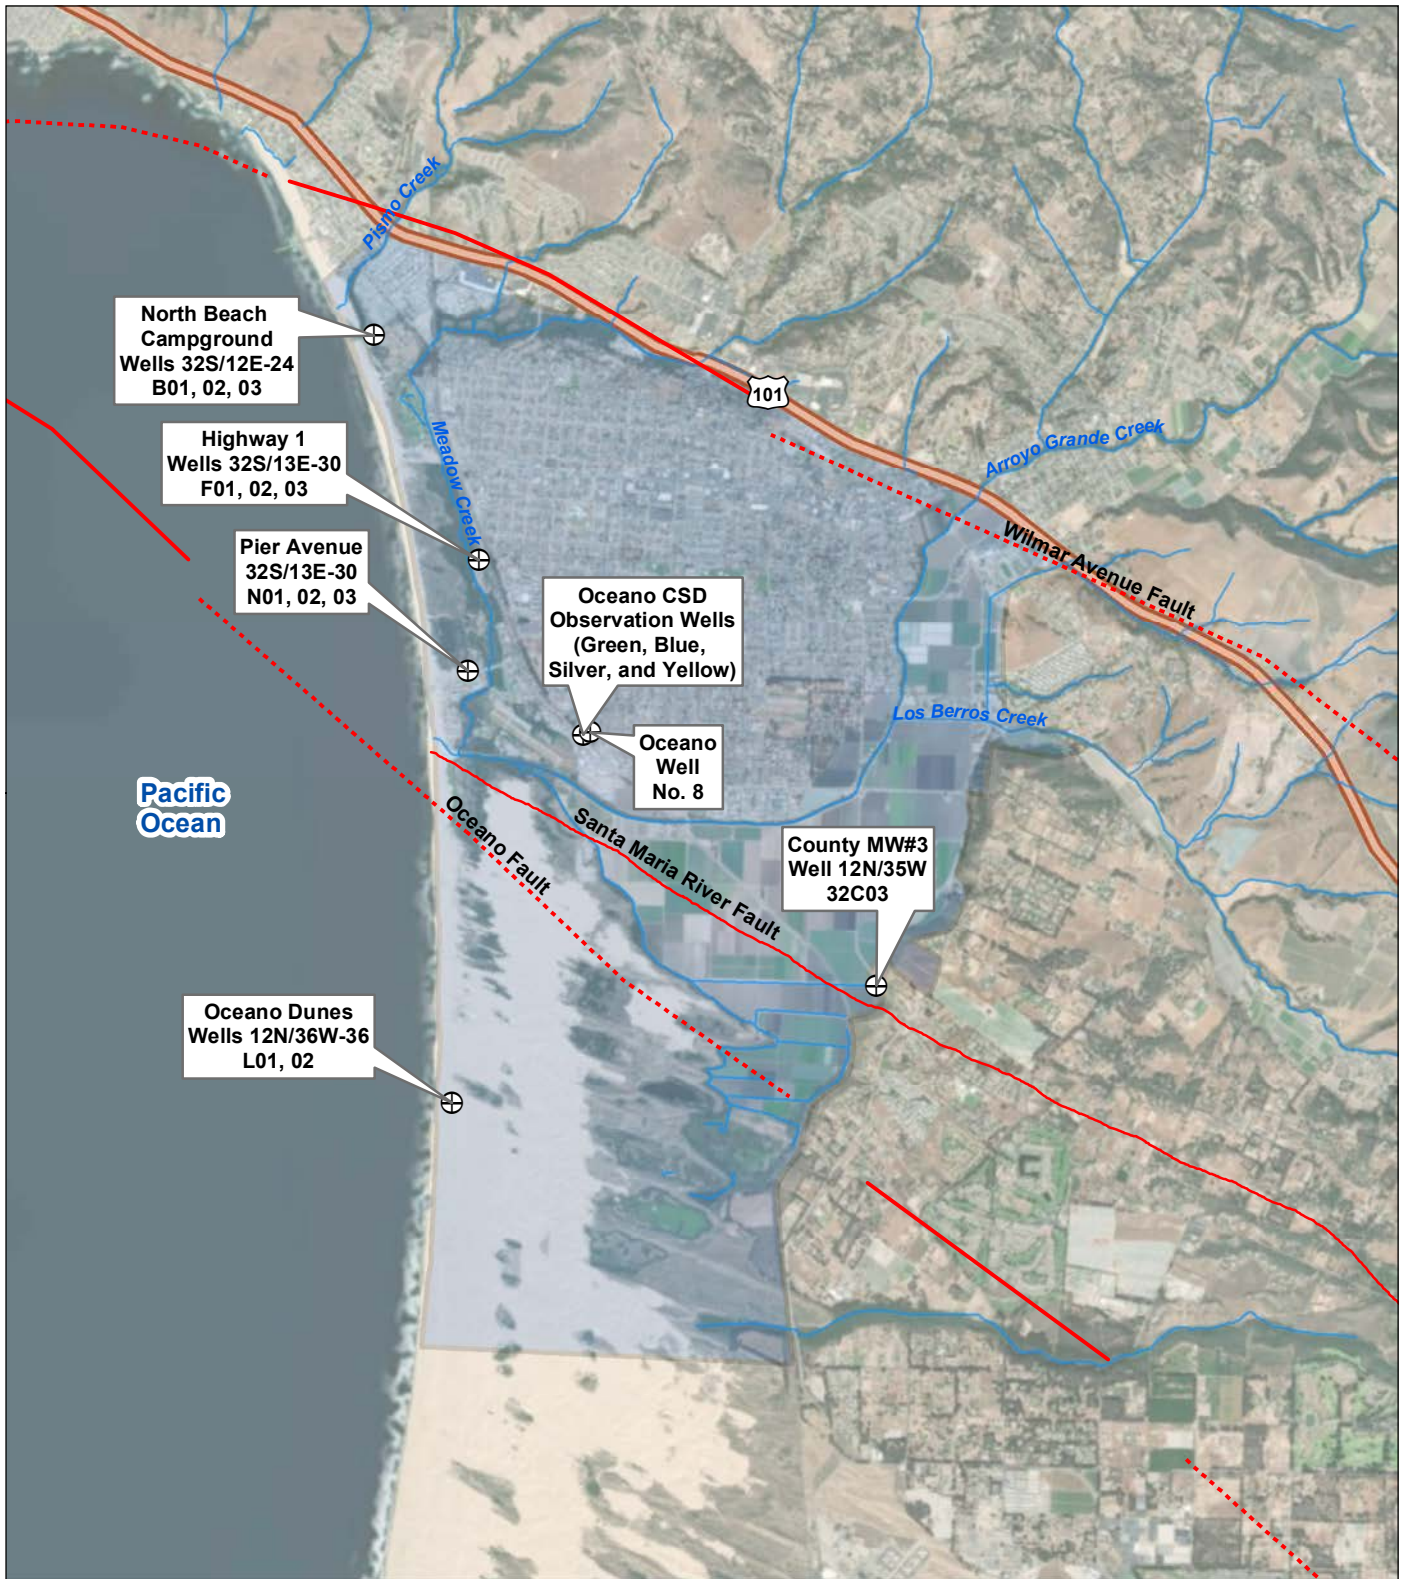 Pismo Creek
North Beach
Campground
Wells 32S/12E-24
B01, 02, 03
101
Highway 1
Wells 32S/13E-30
F01, 02, 03
Meadow Creek
Arroyo Grande Creek
Wilmar Avenue Fault
Pier Avenue
32S/13E-30
N01, 02, 03
Oceano CSD
Observation Wells
(Green, Blue,
Silver, and Yellow)
Los Berros Creek
Oceano
Well
No. 8
Pacific
Ocean
Oceano Fault
Santa Maria River Fault
County MW#3
Well 12N/35W
32C03
Oceano Dunes
Wells 12N/36W-36
L01, 02